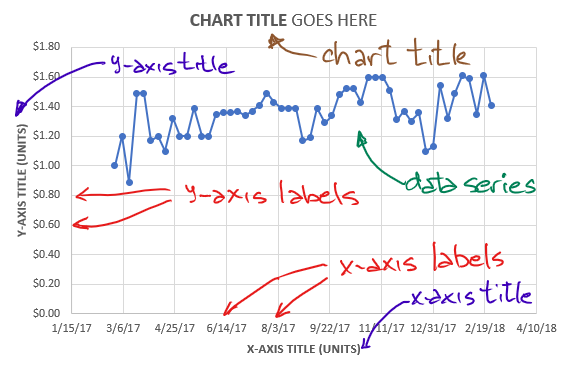 CHART TITLE GOES HERE
$1.80
chart title
$1.60
y-axis title
$1.40
$1.20
$1.00
data series
$0.80
y-axis labels
$0.60
$0.40
x-axis labels
$0.20
x-axis title
$0.00
Y-AXIS TITLE (UNITS)
1/15/17 3/6/17 4/25/17 6/14/17 8/3/17 9/22/17 11/11/17 12/31/17 2/19/18 4/10/18
X-AXIS TITLE (UNITS)